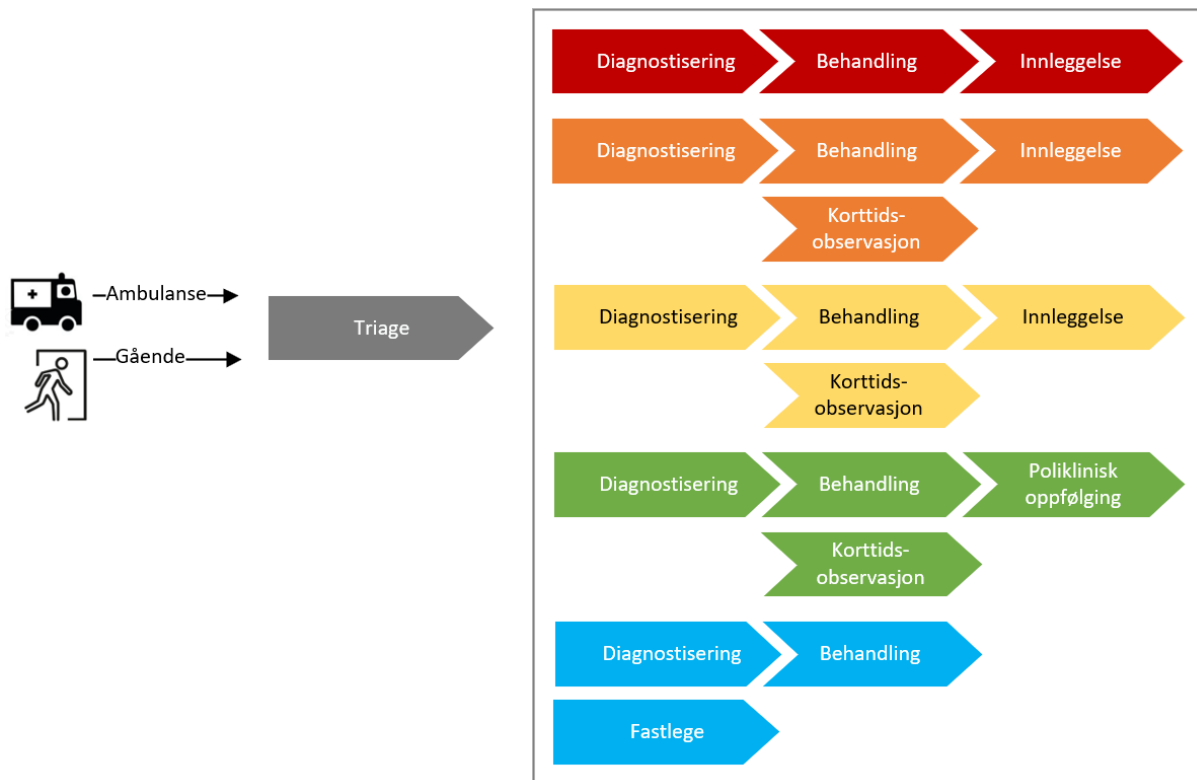 Diagnostisering
Behandling
Innleggelse
Diagnostisering
Behandling
Innleggelse
Korttids-
observasjon
Ambulanse
Gående
Triage
Diagnostisering
Behandling
Innleggelse
Korttids-
observasjon
Diagnostisering
Behandling
Poliklinisk
oppfølging
Korttids-
observasjon
Diagnostisering
Behandling
Fastlege